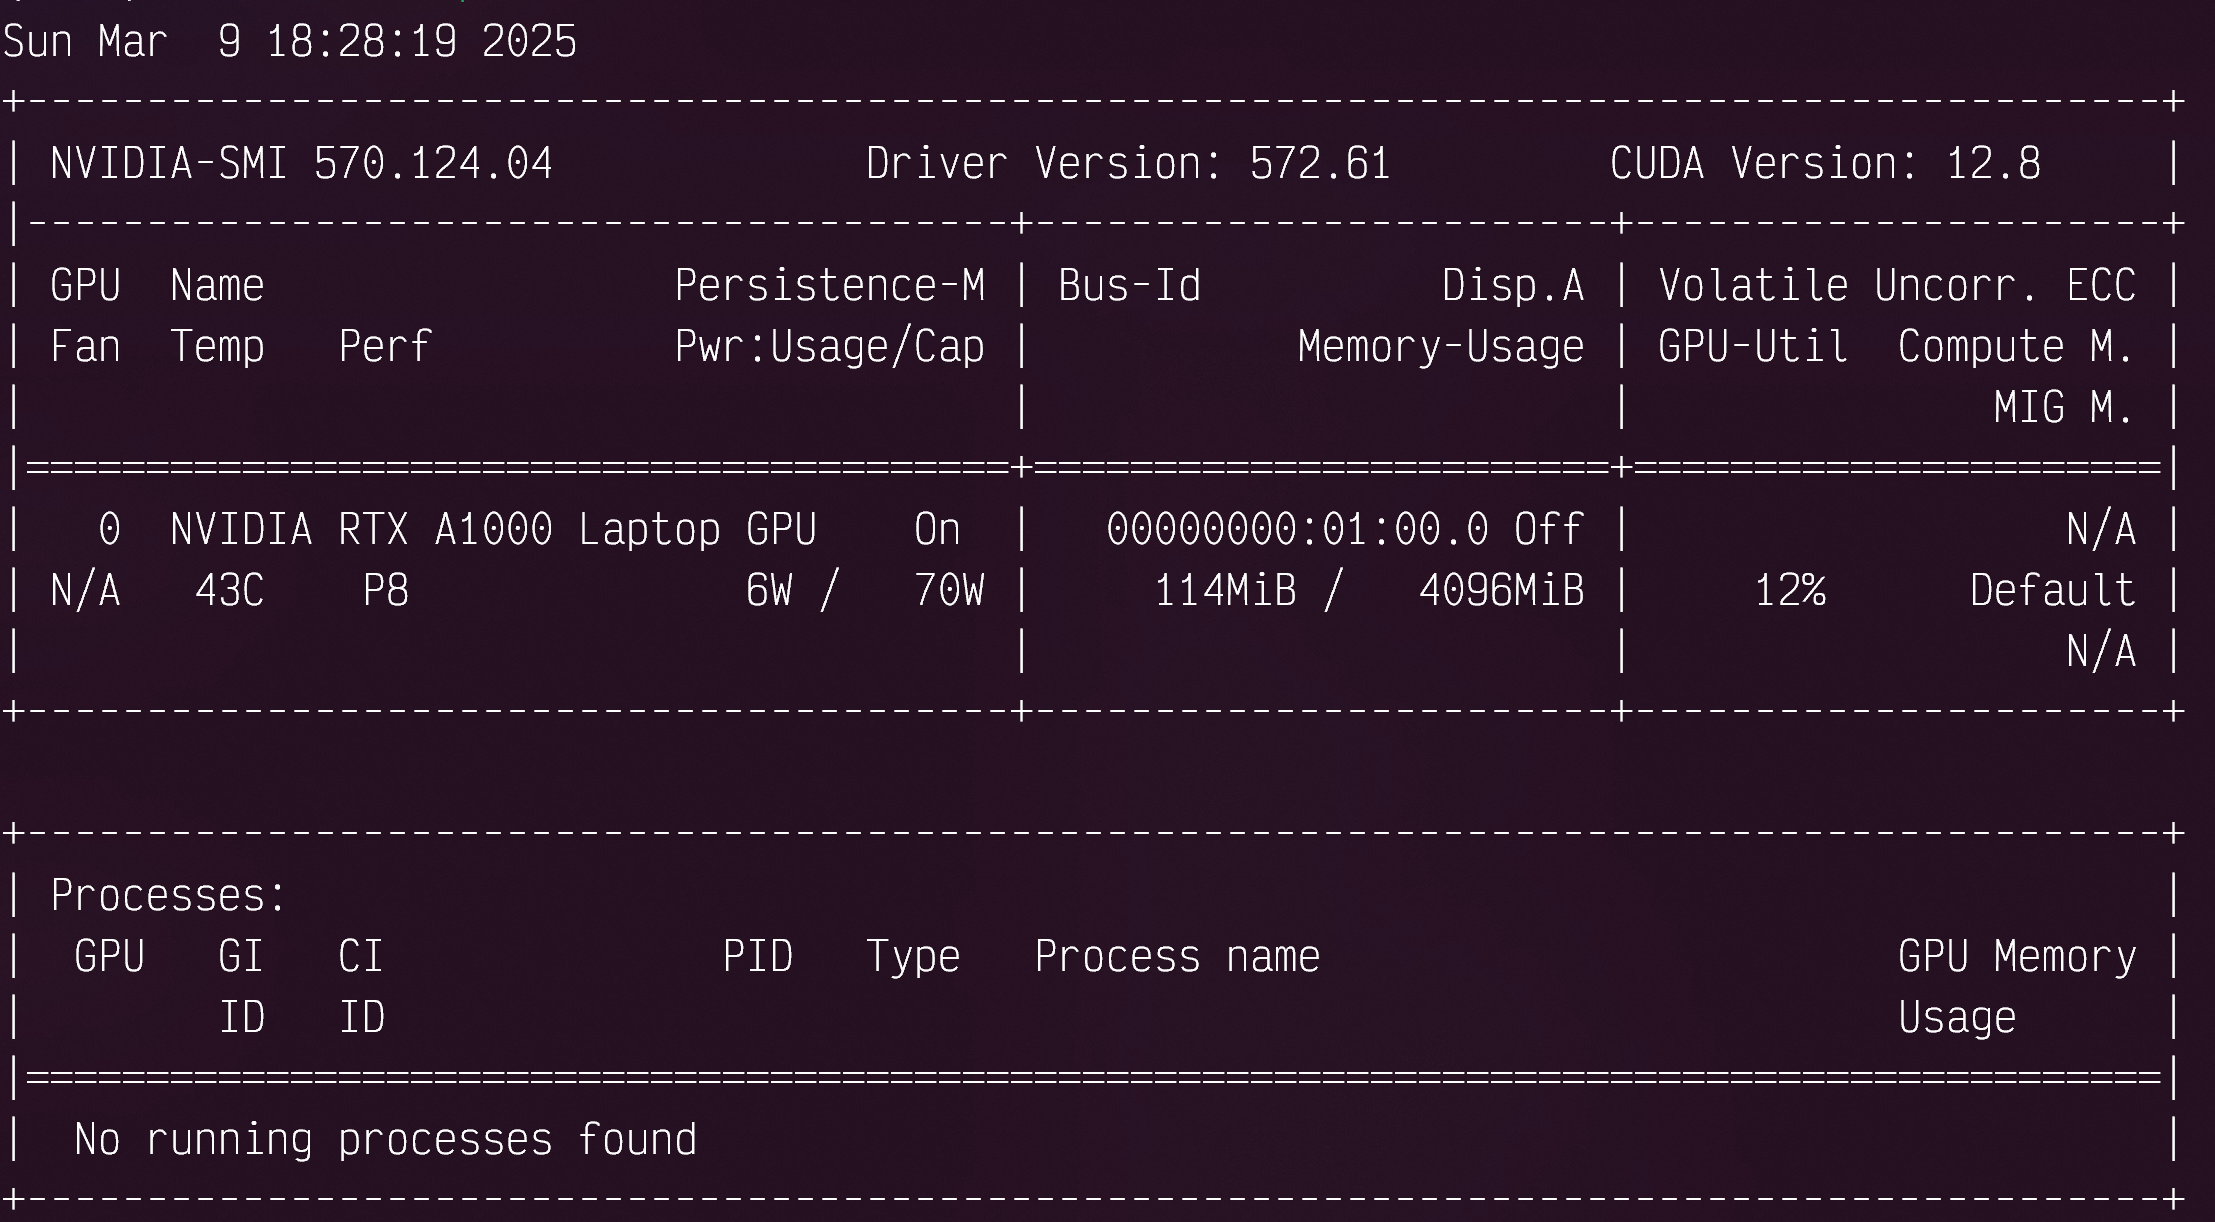 Sun Mar  9 18:28:19 2025
+-----------------------------------------------------------------------------------------+
| NVIDIA-SMI 570.124.04             Driver Version: 572.61         CUDA Version: 12.8     |
|-----------------------------------------+------------------------+----------------------+
| GPU  Name                 Persistence-M | Bus-Id          Disp.A | Volatile Uncorr. ECC |
| Fan  Temp   Perf          Pwr:Usage/Cap |           Memory-Usage | GPU-Util  Compute M. |
|                                         |                        |               MIG M. |
|=========================================+========================+======================|
|   0  NVIDIA RTX A1000 Laptop GPU    On  |   00000000:01:00.0 Off |                  N/A |
| N/A   43C    P8              6W /   70W |     114MiB /   4096MiB |     12%      Default |
|                                         |                        |                  N/A |
+-----------------------------------------+------------------------+----------------------+
+-----------------------------------------------------------------------------------------+
| Processes:                                                                              |
|  GPU   GI   CI              PID   Type   Process name                        GPU Memory |
|        ID   ID                                                               Usage      |
|=========================================================================================|
|  No running processes found                                                             |
+-----------------------------------------------------------------------------------------+